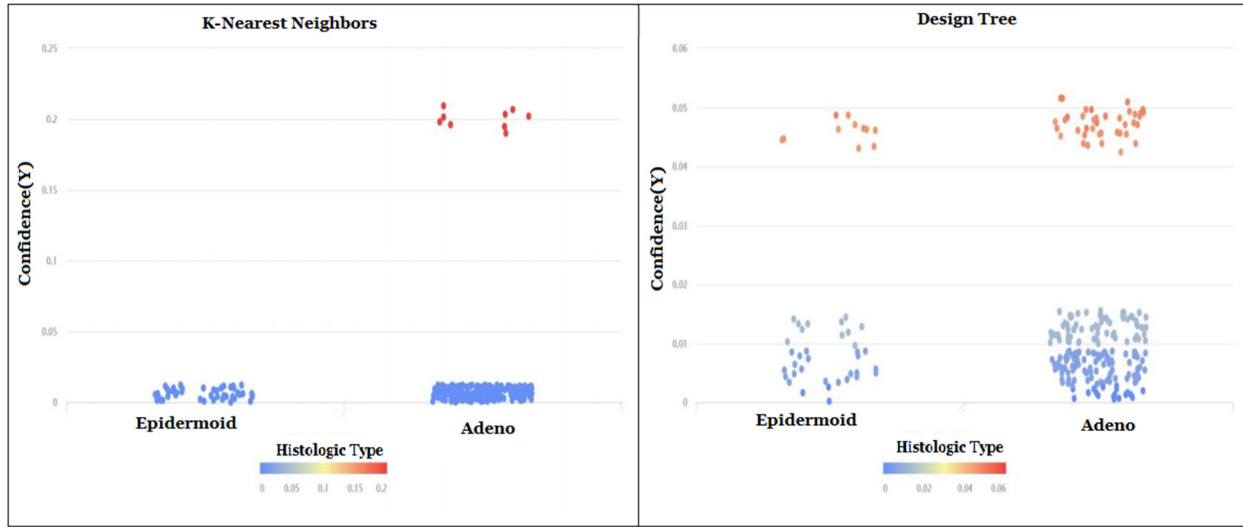 K-Nearest Neighbors
0.25
0.2
0.15
0.1
0.05
0
Confidence(Y)
Epidermoid
Adeno
Histologic Type
0 0.05 0.1 0.15 0.2
Design Tree
0.06
0.05
0.04
0.03
0.02
0.01
0
Confidence(Y)
Epidermoid
Adeno
Histologic Type
0 0.02 0.04 0.06